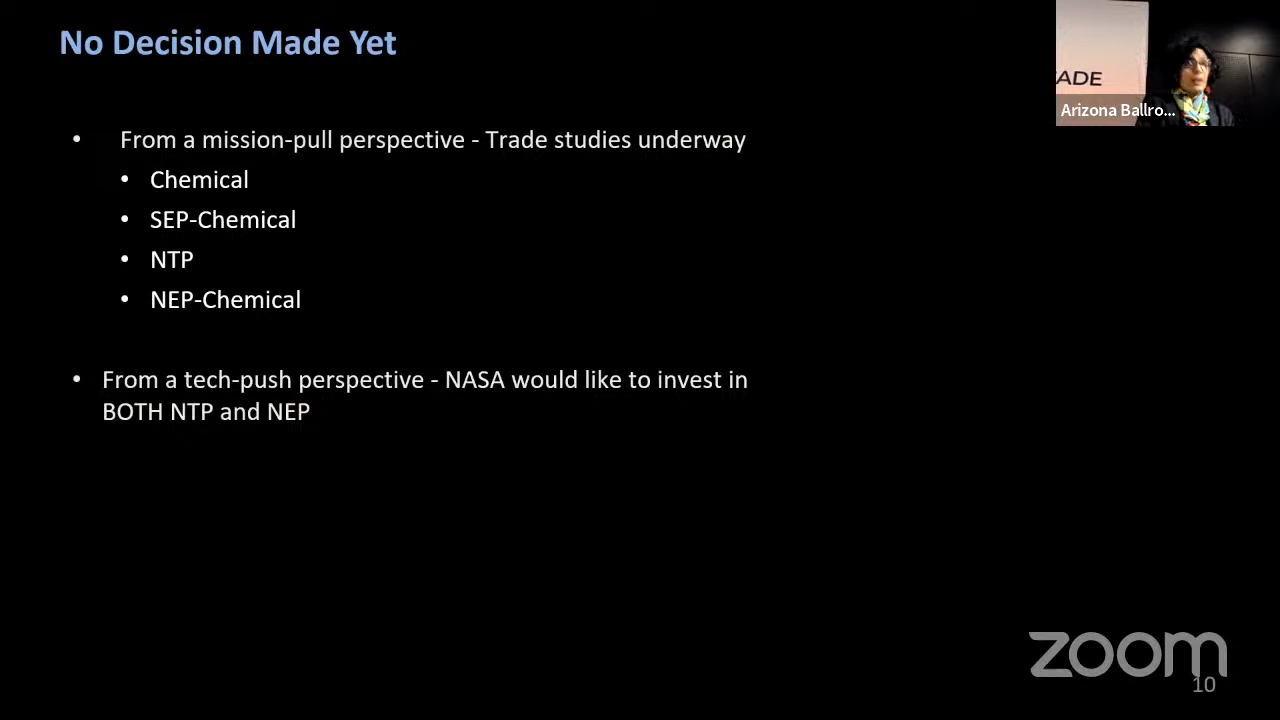 No Decision Made Yet
ADE
Arizona Ballro...
• From a mission-pull perspective - Trade studies underway
• Chemical
• SEP-Chemical
• NTP
• NEP-Chemical
• From a tech-push perspective - NASA would like to invest in
BOTH NTP and NEP
zoom
10